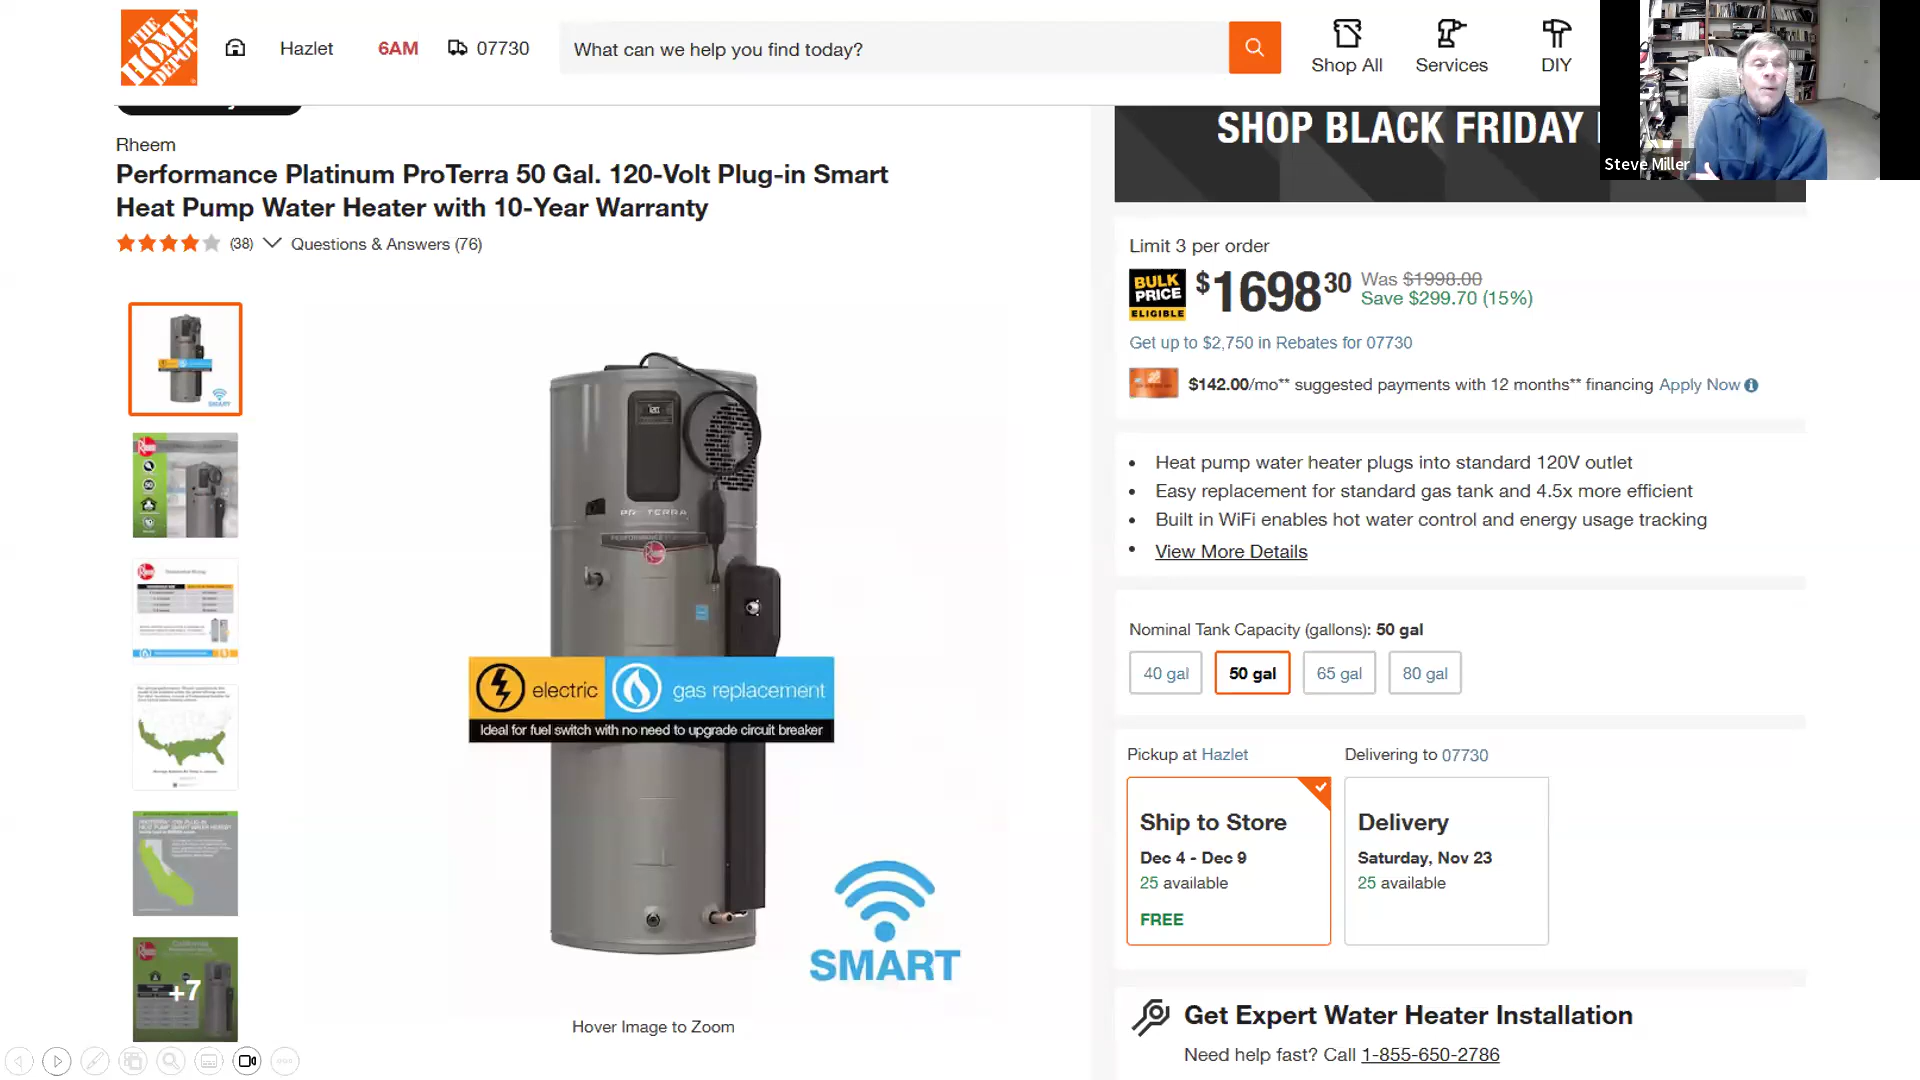 THE HOME DEPOT
Hazlet
6AM
07730
What can we help you find today?
Shop All
Services
DIY
Steve Miller
SHOP BLACK FRIDAY
Rheem
Performance Platinum ProTerra 50 Gal. 120-Volt Plug-in Smart
Heat Pump Water Heater with 10-Year Warranty
(38)
Questions & Answers (76)
Limit 3 per order
BULK PRICE ELIGIBLE
$1698 30
Was $1998.00
Save $299.70 (15%)
Get up to $2,750 in Rebates for 07730
$142.00/mo** suggested payments with 12 months** financing Apply Now
Heat pump water heater plugs into standard 120V outlet
Easy replacement for standard gas tank and 4.5x more efficient
Built in WiFi enables hot water control and energy usage tracking
View More Details
Nominal Tank Capacity (gallons): 50 gal
40 gal
50 gal
65 gal
80 gal
Pickup at Hazlet
Delivering to 07730
Ship to Store
Dec 4 - Dec 9
25 available
FREE
Delivery
Saturday, Nov 23
25 available
PROTERRA
electric
gas replacement
Ideal for fuel switch with no need to upgrade circuit breaker
SMART
+7
Hover Image to Zoom
Get Expert Water Heater Installation
Need help fast? Call 1-855-650-2786